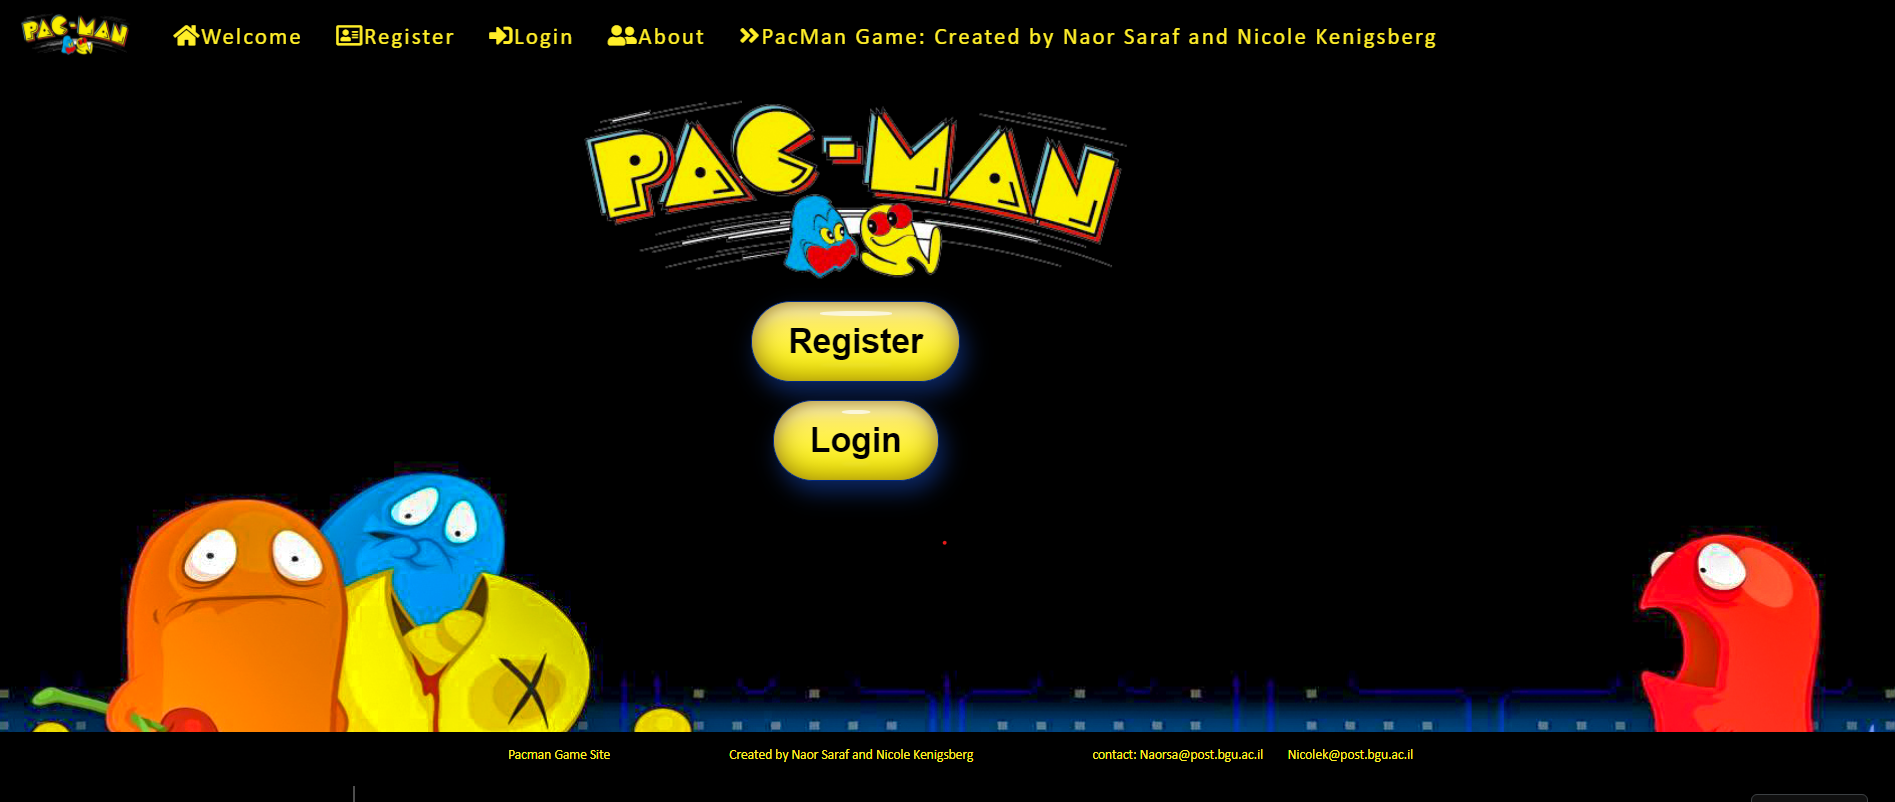 PAC-MAN Welcome Register Login About PacMan Game: Created by Naor Saraf and Nicole Kenigsberg
PAC-MAN
Register
Login
Pacman Game Site Created by Naor Saraf and Nicole Kenigsberg contact: Naorsa@post.bgu.ac.il Nicolek@post.bgu.ac.il